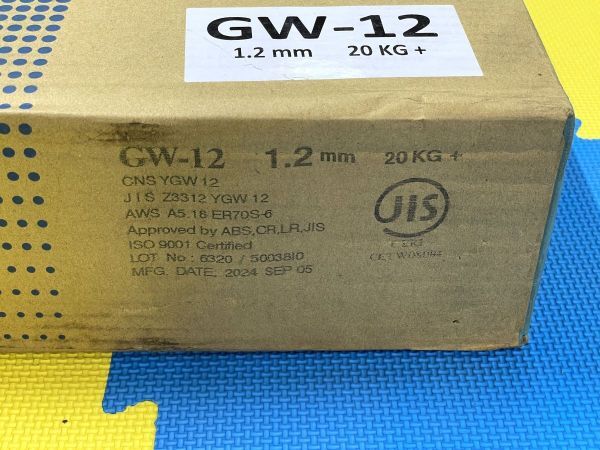 GW-12
1.2 mm 20 KG +
GW-12 1.2 mm 20 KG +
CNS YGW 12
JIS Z3312 YGW 12
AWS A5.18 ER70S-6
Approved by ABS,CR,LR,JIS
ISO 9001 Certified
LOT No : 6320 / 50038I0
MFG. DATE. 2024 SEP 05
JIS